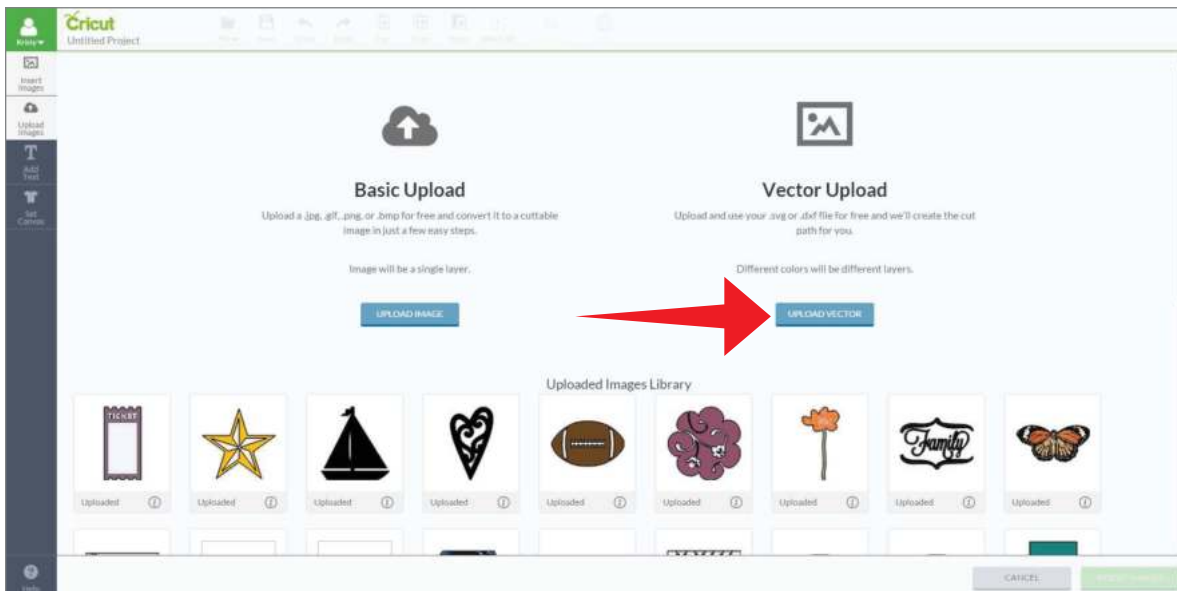 Cricut
Untitled Project
Kristy
Insert
Images
Upload
Images
Add
Text
Set
Canvas
Basic Upload
Upload a .jpg, .gif, .png, or .bmp for free and convert it to a cuttable
image in just a few easy steps.
Image will be a single layer.
UPLOAD IMAGE
Vector Upload
Upload and use your .svg or .dxf file for free and we'll create the cut
path for you.
Different colors will be different layers.
UPLOAD VECTOR
Uploaded Images Library
TICKET
Family
Uploaded
Uploaded
Uploaded
Uploaded
Uploaded
Uploaded
Uploaded
Uploaded
Uploaded
Help
CANCEL